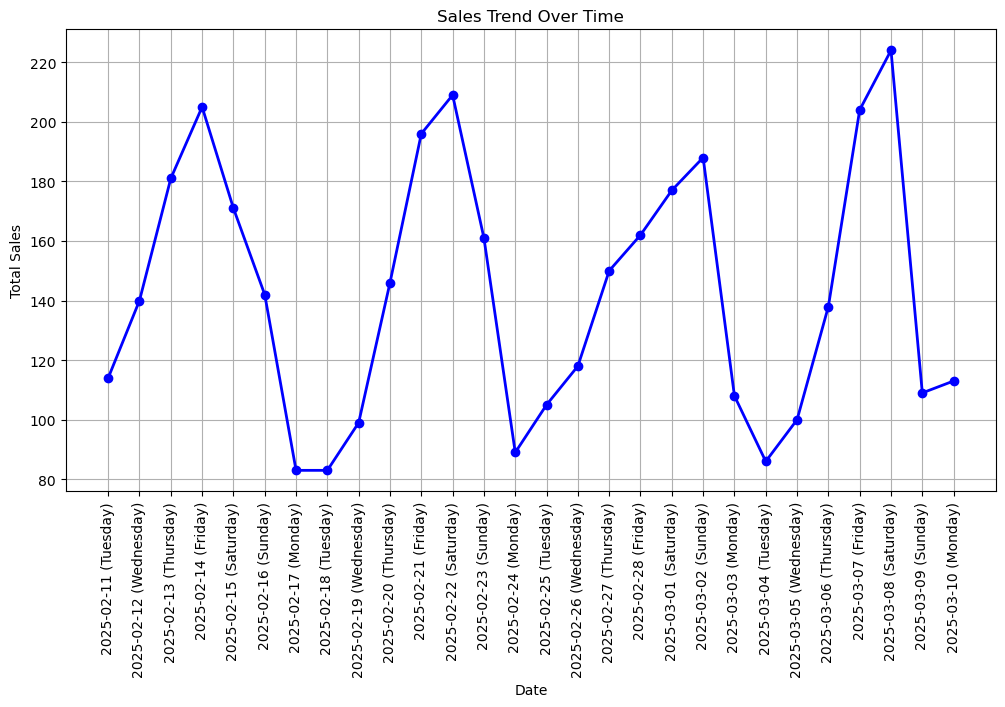 Sales Trend Over Time
Total Sales
220
200
180
160
140
120
100
80
2025-02-11 (Tuesday)
2025-02-12 (Wednesday)
2025-02-13 (Thursday)
2025-02-14 (Friday)
2025-02-15 (Saturday)
2025-02-16 (Sunday)
2025-02-17 (Monday)
2025-02-18 (Tuesday)
2025-02-19 (Wednesday)
2025-02-20 (Thursday)
2025-02-21 (Friday)
2025-02-22 (Saturday)
2025-02-23 (Sunday)
2025-02-24 (Monday)
2025-02-25 (Tuesday)
2025-02-26 (Wednesday)
2025-02-27 (Thursday)
2025-02-28 (Friday)
2025-03-01 (Saturday)
2025-03-02 (Sunday)
2025-03-03 (Monday)
2025-03-04 (Tuesday)
2025-03-05 (Wednesday)
2025-03-06 (Thursday)
2025-03-07 (Friday)
2025-03-08 (Saturday)
2025-03-09 (Sunday)
2025-03-10 (Monday)
Date